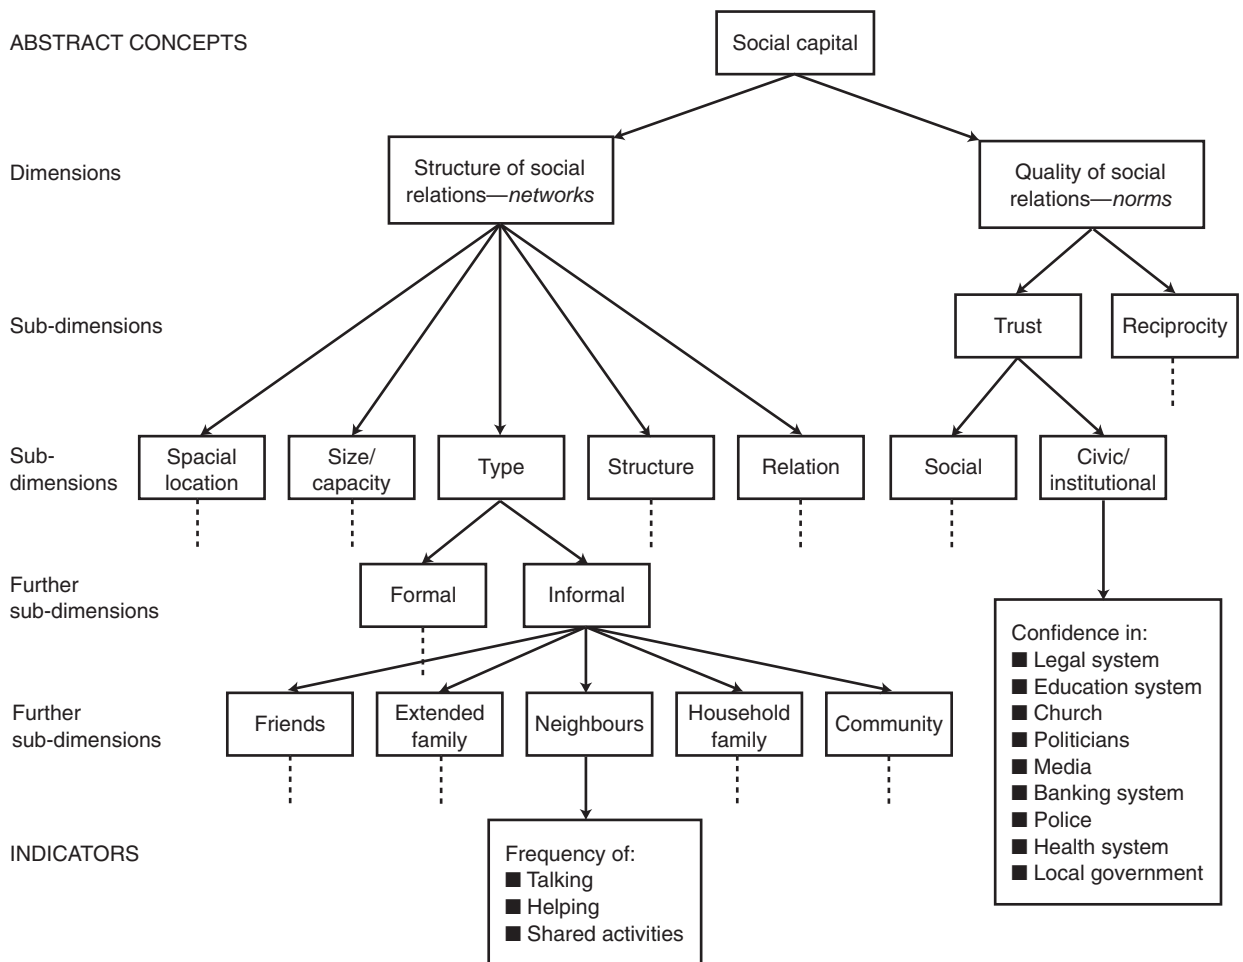 ABSTRACT CONCEPTS
Social capital
Dimensions
Structure of social
relations—networks
Quality of social
relations—norms
Sub-dimensions
Trust
Reciprocity
Sub-
dimensions
Spacial
location
Size/
capacity
Type
Structure
Relation
Social
Civic/
institutional
Further
sub-dimensions
Formal
Informal
Confidence in:
■ Legal system
■ Education system
■ Church
■ Politicians
■ Media
■ Banking system
■ Police
■ Health system
■ Local government
Further
sub-dimensions
Friends
Extended
family
Neighbours
Household
family
Community
INDICATORS
Frequency of:
■ Talking
■ Helping
■ Shared activities